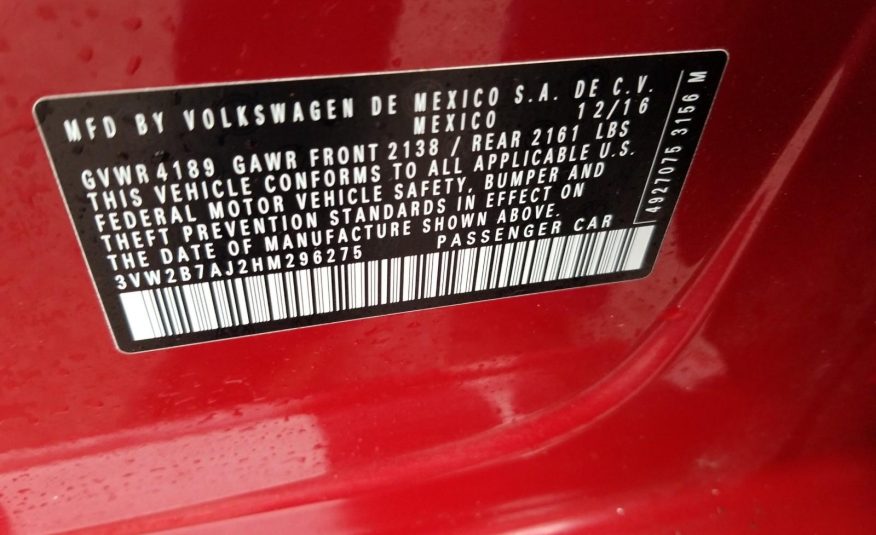 MFD BY VOLKSWAGEN DE MEXICO S.A. DE C.V.
MEXICO 12/16
GVWR 4189 GAWR FRONT 2138 / REAR 2161 LBS
THIS VEHICLE CONFORMS TO ALL APPLICABLE U.S.
FEDERAL MOTOR VEHICLE SAFETY, BUMPER AND
THEFT PREVENTION STANDARDS IN EFFECT ON
THE DATE OF MANUFACTURE SHOWN ABOVE.
3VW2B7AJ2HM296275 PASSENGER CAR
4927075 3156 M